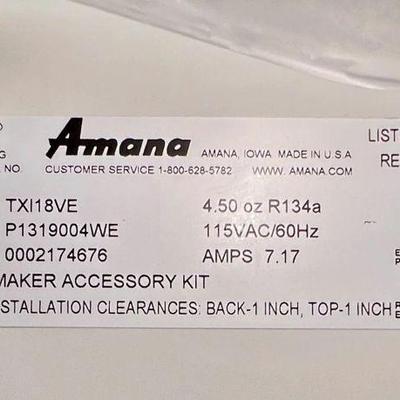 Amana AMANA, IOWA MADE IN U.S.A LIST
G RE
NO. CUSTOMER SERVICE 1-800-628-5782 WWW. AMANA.COM
TXI18VE 4.50 oz R134a
P1319004WE 115VAC/60Hz
0002174676 AMPS 7.17
MAKER ACCESSORY KIT
STALLATION CLEARANCES: BACK-1 INCH, TOP-1 INCH